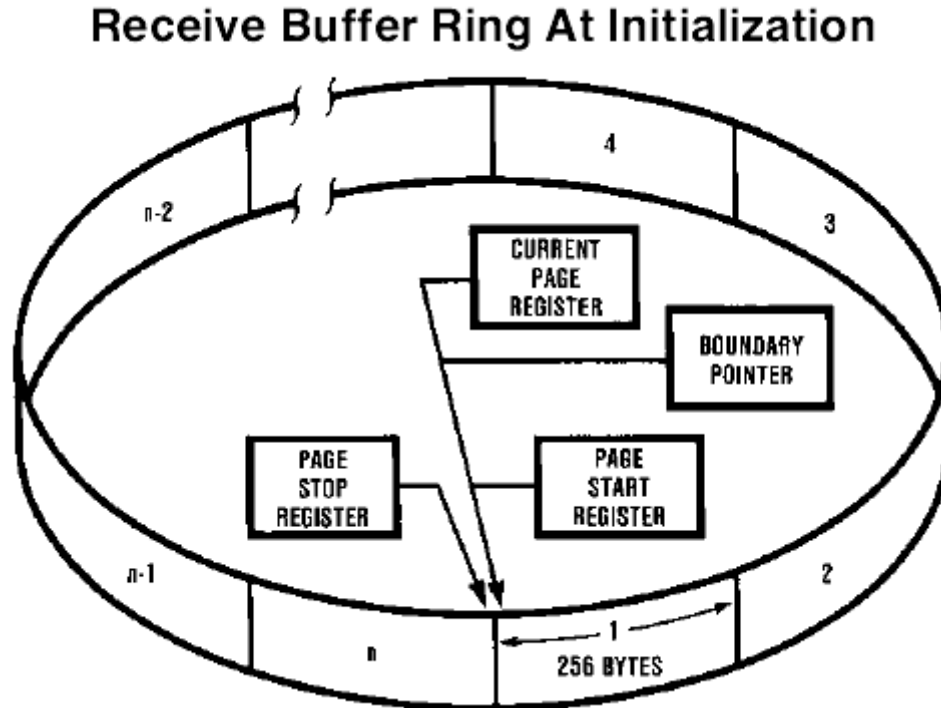 Receive Buffer Ring At Initialization
4
n-2
3
CURRENT
PAGE
REGISTER
BOUNDARY
POINTER
PAGE
STOP
REGISTER
PAGE
START
REGISTER
n-1
2
n
1
256 BYTES